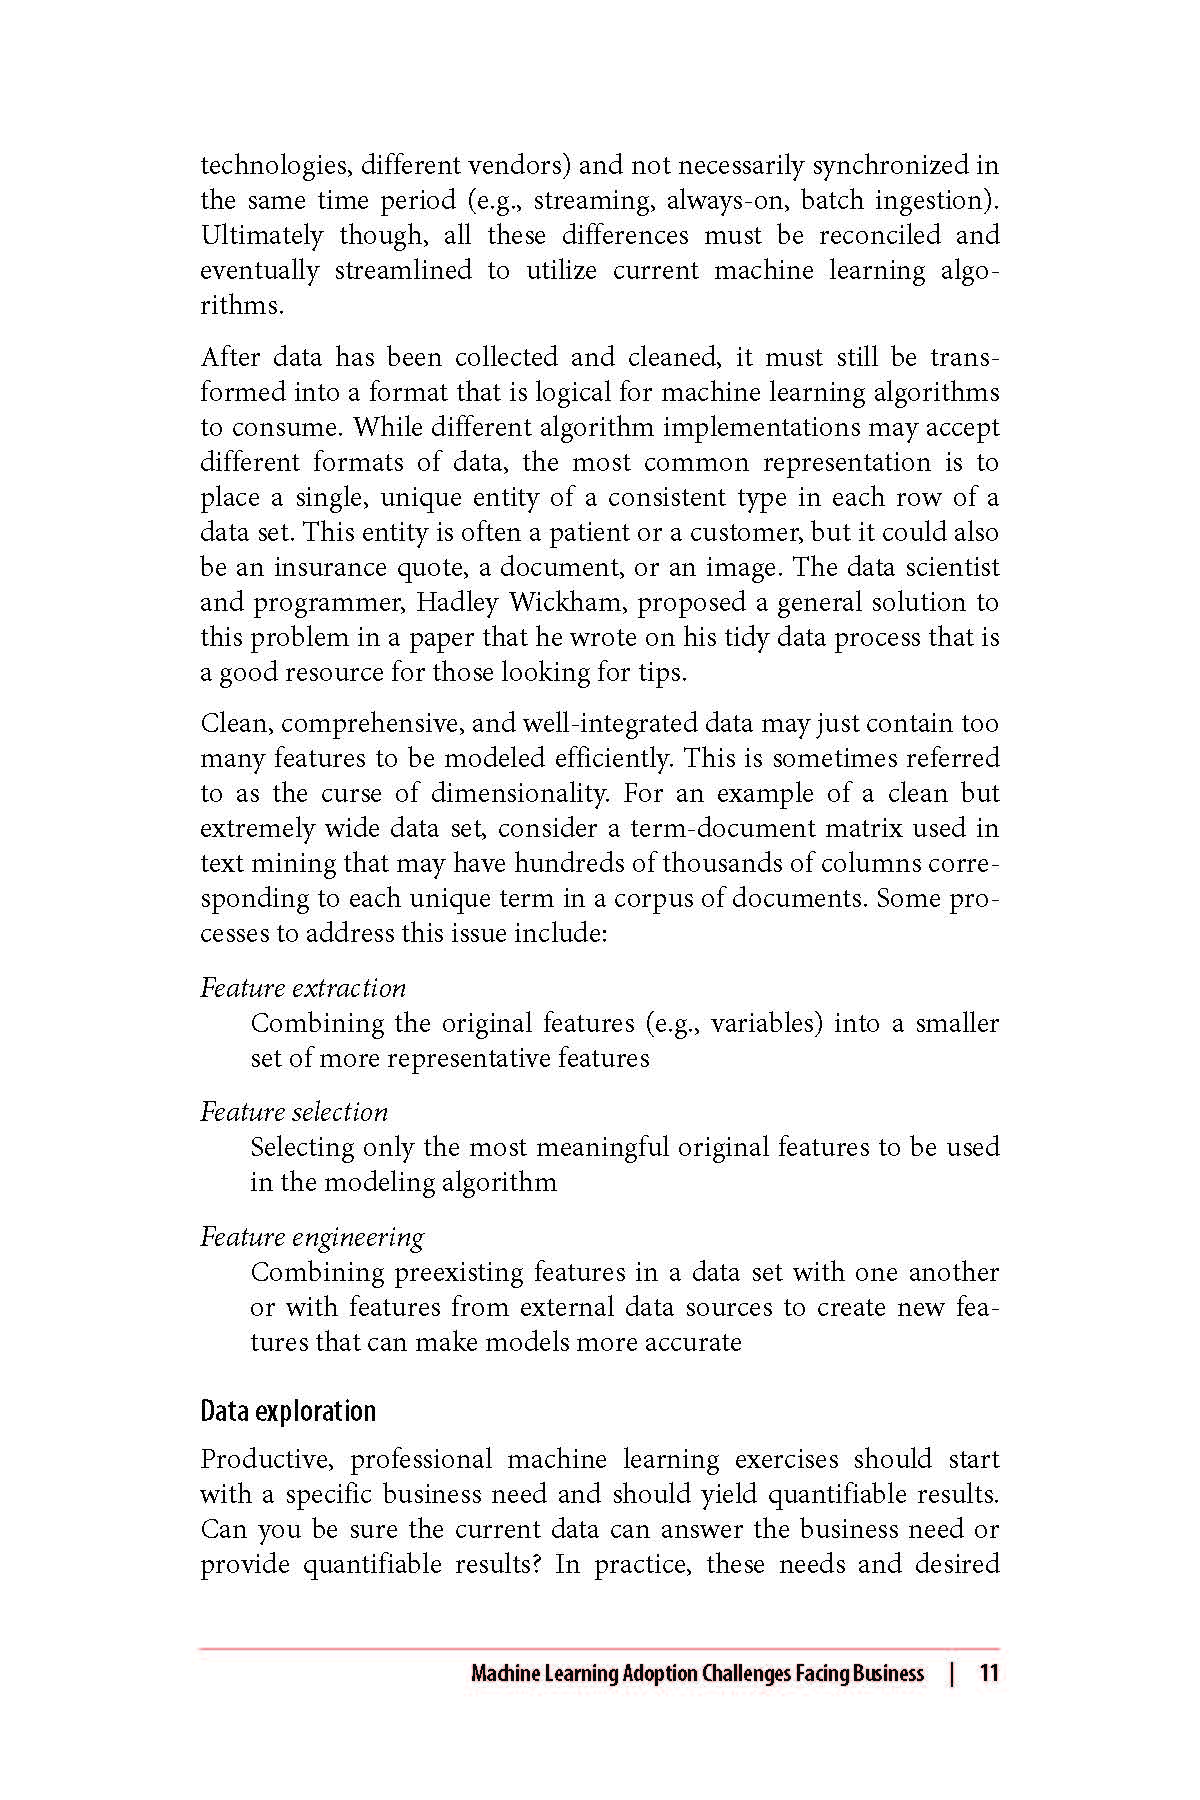 technologies, different vendors) and not necessarily synchronized in
the same time period (e.g., streaming, always-on, batch ingestion).
Ultimately though, all these differences must be reconciled and
eventually streamlined to utilize current machine learning algo-
rithms.
After data has been collected and cleaned, it must still be trans-
formed into a format that is logical for machine learning algorithms
to consume. While different algorithm implementations may accept
different formats of data, the most common representation is to
place a single, unique entity of a consistent type in each row of a
data set. This entity is often a patient or a customer, but it could also
be an insurance quote, a document, or an image. The data scientist
and programmer, Hadley Wickham, proposed a general solution to
this problem in a paper that he wrote on his tidy data process that is
a good resource for those looking for tips.
Clean, comprehensive, and well-integrated data may just contain too
many features to be modeled efficiently. This is sometimes referred
to as the curse of dimensionality. For an example of a clean but
extremely wide data set, consider a term-document matrix used in
text mining that may have hundreds of thousands of columns corre-
sponding to each unique term in a corpus of documents. Some pro-
cesses to address this issue include:
Feature extraction
Combining the original features (e.g., variables) into a smaller
set of more representative features
Feature selection
Selecting only the most meaningful original features to be used
in the modeling algorithm
Feature engineering
Combining preexisting features in a data set with one another
or with features from external data sources to create new fea-
tures that can make models more accurate
Data exploration
Productive, professional machine learning exercises should start
with a specific business need and should yield quantifiable results.
Can you be sure the current data can answer the business need or
provide quantifiable results? In practice, these needs and desired
Machine Learning Adoption Challenges Facing Business | 11